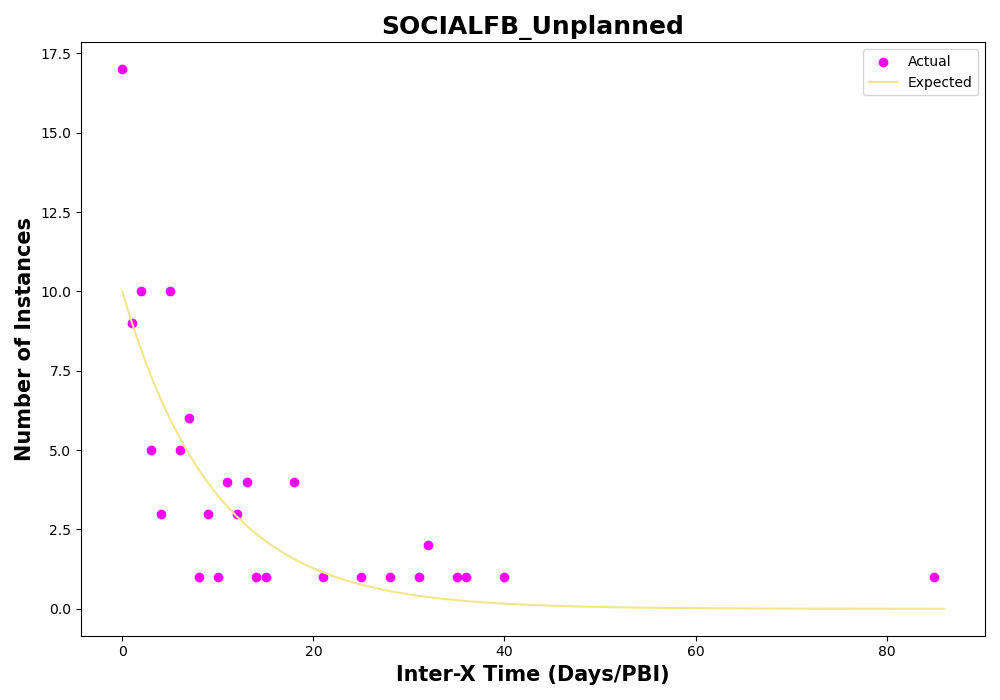 SOCIALFB_Unplanned
17.5
15.0
12.5
10.0
7.5
5.0
2.5
0.0
Number of Instances
Actual
Expected
0
20
40
60
80
Inter-X Time (Days/PBI)